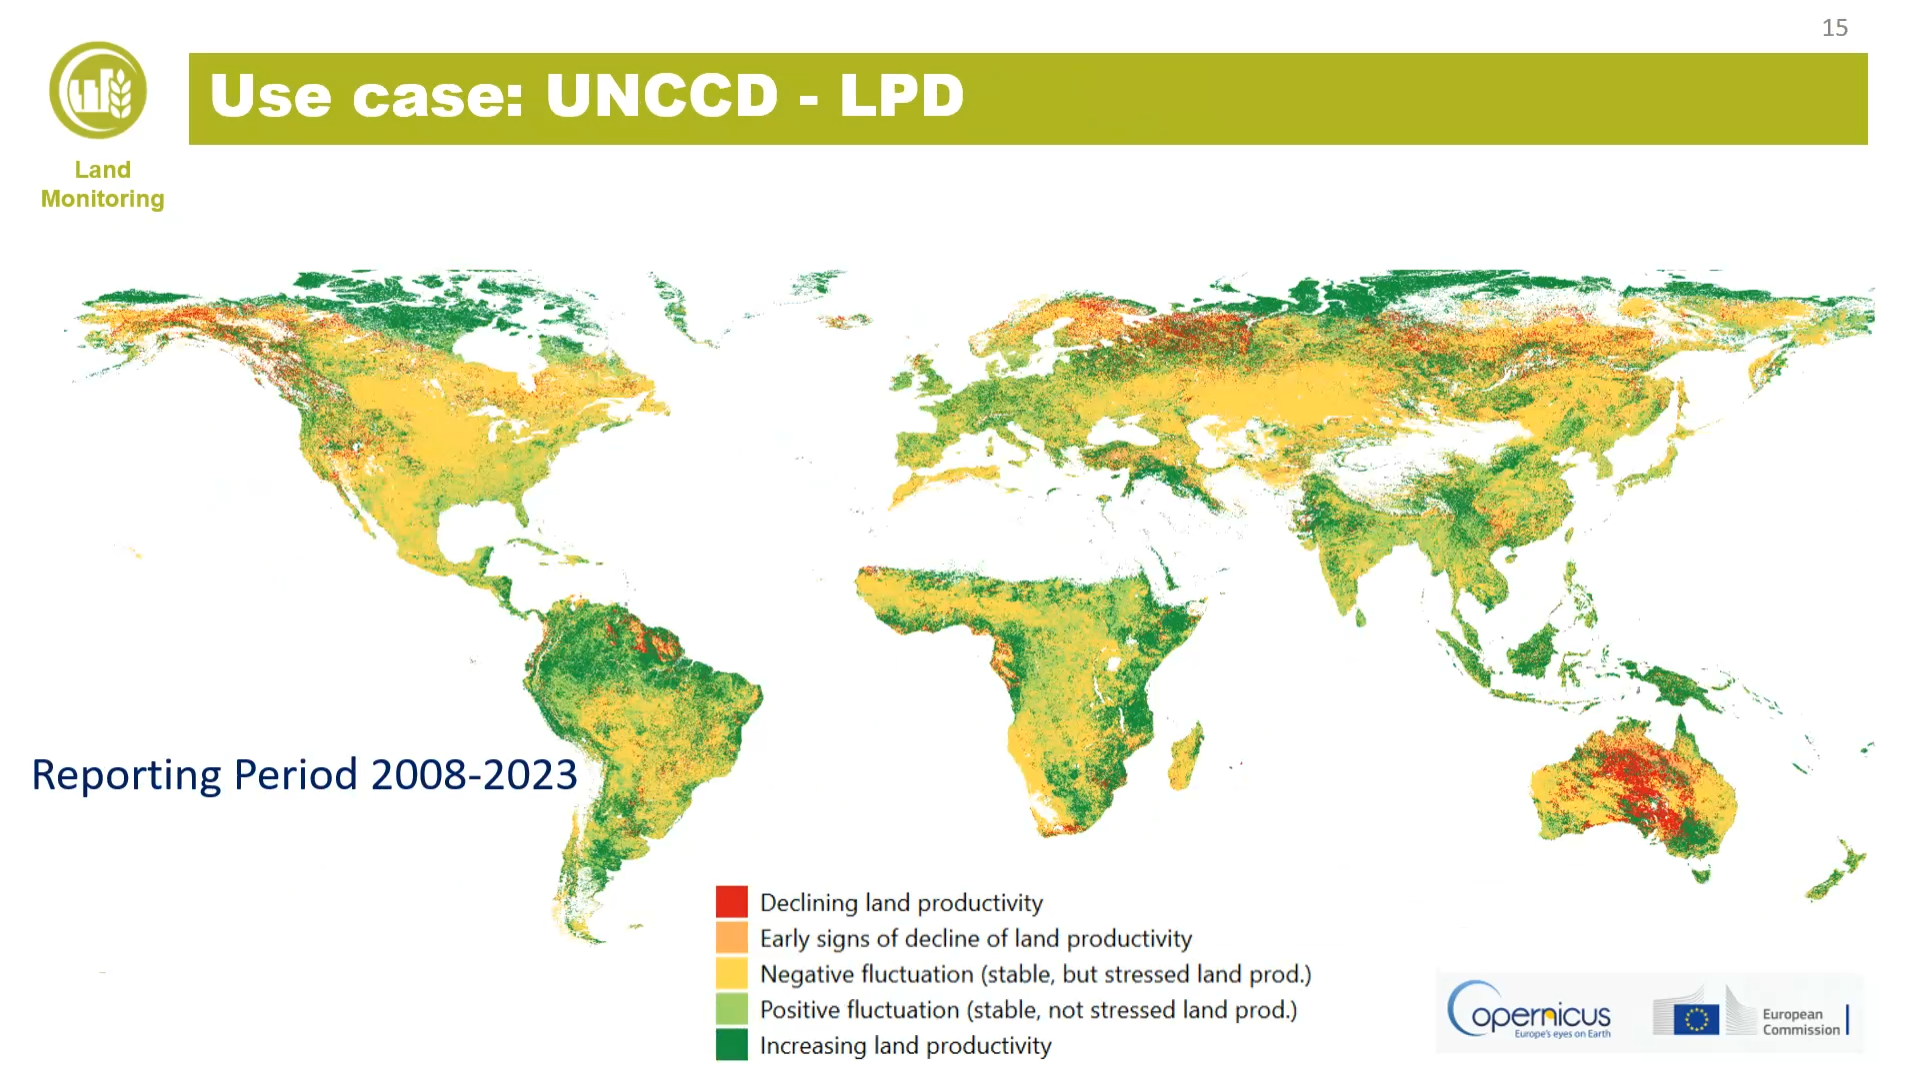 15
Use case: UNCCD - LPD
Land
Monitoring
Reporting Period 2008-2023
Declining land productivity
Early signs of decline of land productivity
Negative fluctuation (stable, but stressed land prod.)
Positive fluctuation (stable, not stressed land prod.)
Increasing land productivity
opernicus
Europe's eyes on Earth
European
Commission